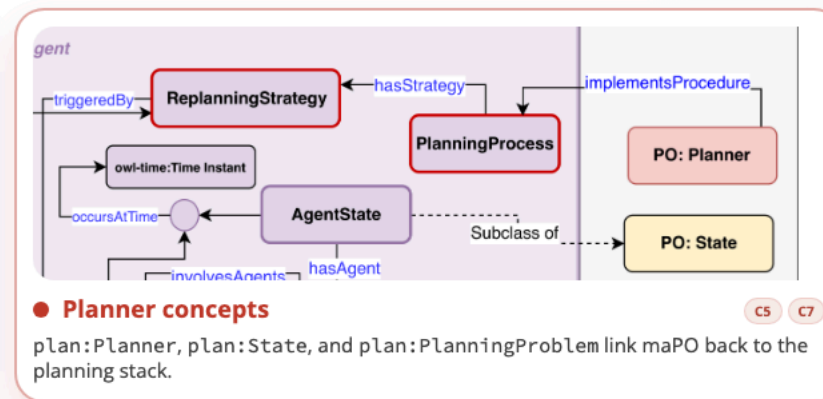 gent
hasStrategy
implementsProcedure
triggeredBy
ReplanningStrategy
PlanningProcess
PO: Planner
owl-time:Time Instant
AgentState
occursAtTime
Subclass of
PO: State
involvesAgents
hasAgent
Planner concepts
C5 C7
plan:Planner, plan:State, and plan:PlanningProblem link maPO back to the
planning stack.